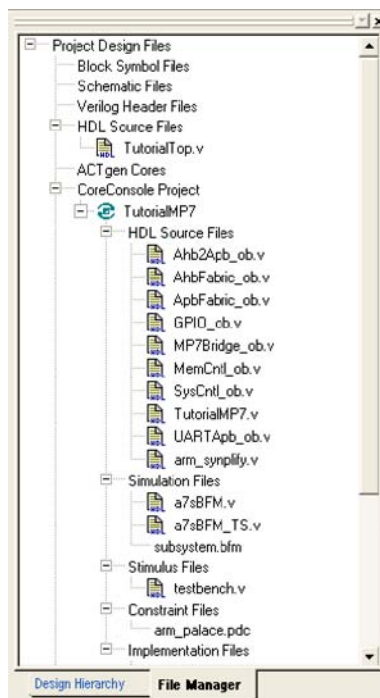 Project Design Files
Block Symbol Files
Schematic Files
Verilog Header Files
HDL Source Files
TutorialTop.v
ACTgen Cores
CoreConsole Project
TutorialMP7
HDL Source Files
Ahb2Apb_ob.v
AhbFabric_ob.v
ApbFabric_ob.v
GPIO_ob.v
MP7Bridge_ob.v
MemCntl_ob.v
SysCntl_ob.v
TutorialMP7.v
UARTApb_ob.v
arm_synplify.v
Simulation Files
a7sBFM.v
a7sBFM_TS.v
subsystem.bfm
Stimulus Files
testbench.v
Constraint Files
arm_palace.pdc
Implementation Files
Design Hierarchy File Manager